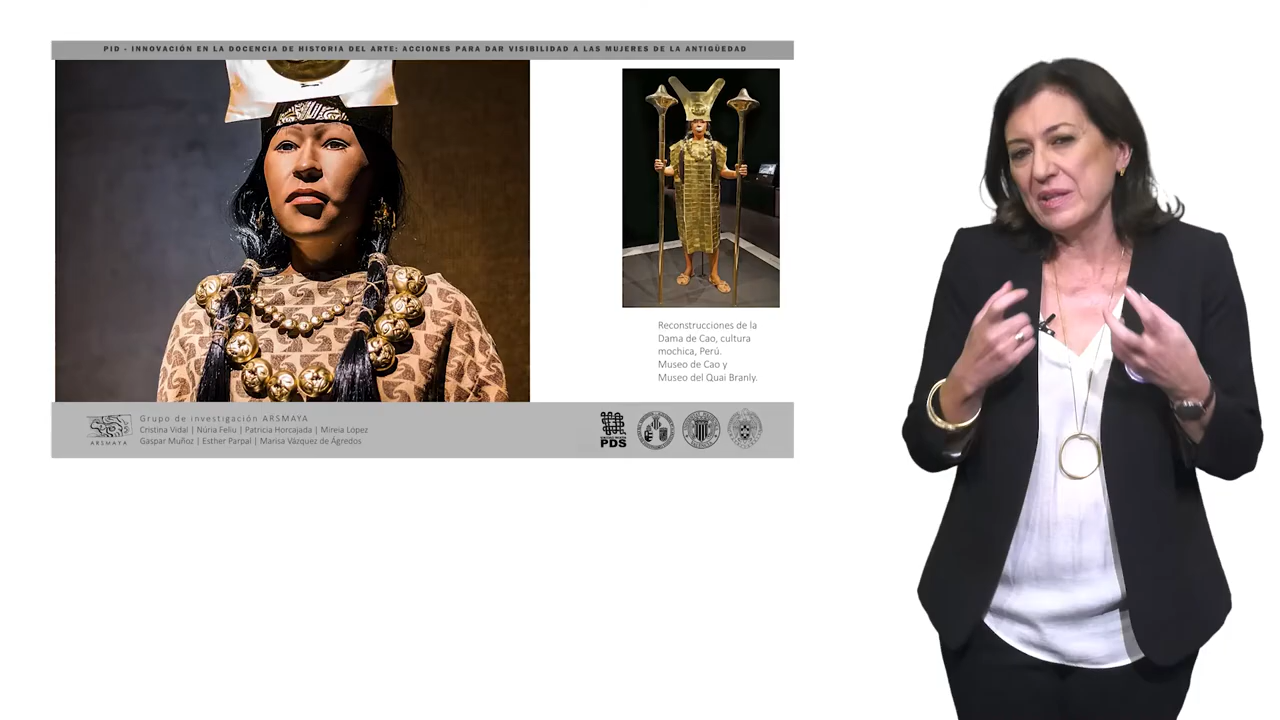 PID - INNOVACIÓN EN LA DOCENCIA DE HISTORIA DEL ARTE: ACCIONES PARA DAR VISIBILIDAD A LAS MUJERES DE LA ANTIGÜEDAD
Reconstrucciones de la
Dama de Cao, cultura
mochica, Perú.
Museo de Cao y
Museo del Quai Branly.
Grupo de investigación ARSMAYA
Cristina Vidal | Núria Feliu | Patricia Horcajada | Mireia López
Gaspar Muñoz | Esther Parpal | Marisa Vázquez de Ágredos
ARSMAYA
PDS